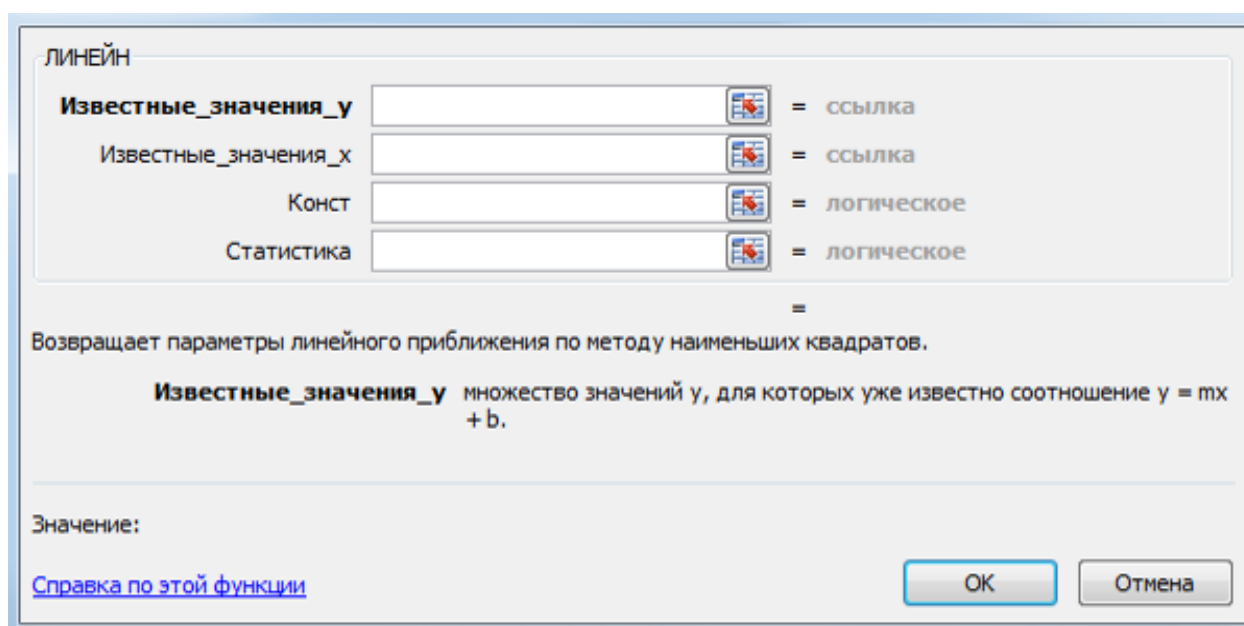 ЛИНЕЙН
Известные_значения_y = ссылка
Известные_значения_x = ссылка
Конст = логическое
Статистика = логическое
=
Возвращает параметры линейного приближения по методу наименьших квадратов.
Известные_значения_y множество значений y, для которых уже известно соотношение y = mx
+ b.
Значение:
Справка по этой функции
OK Отмена